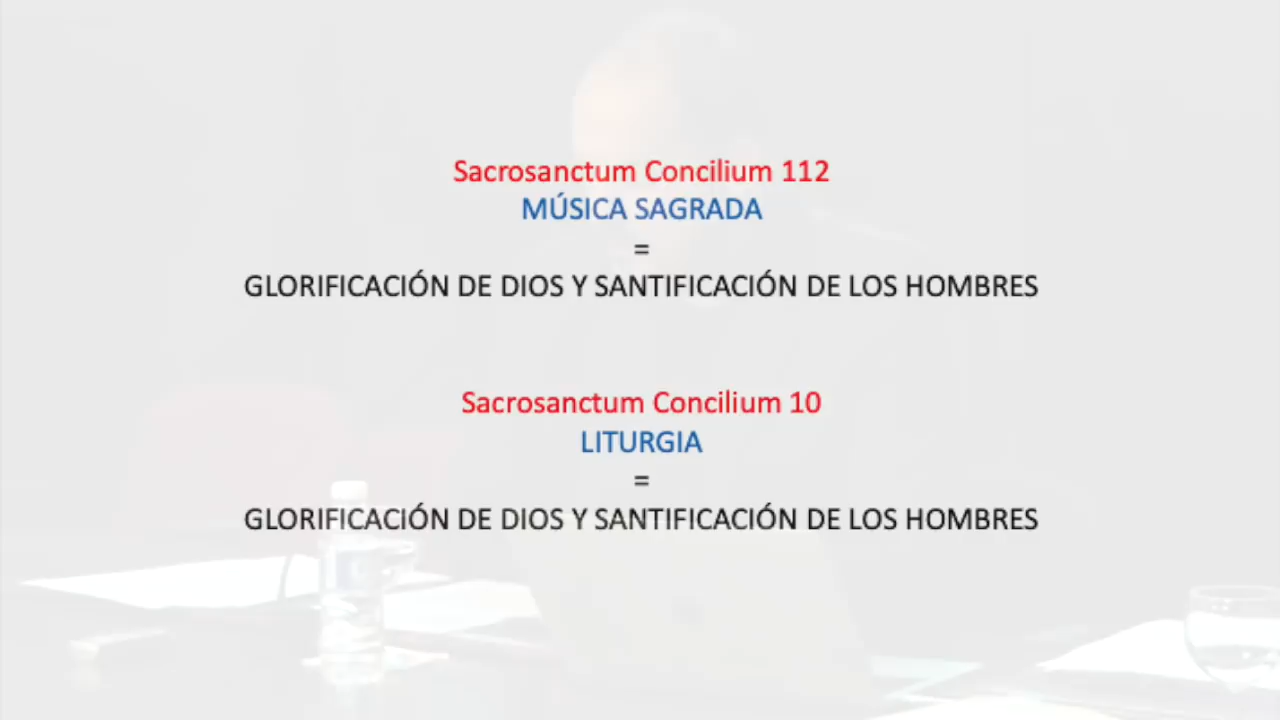 Sacrosanctum Concilium 112
MÚSICA SAGRADA
=
GLORIFICACIÓN DE DIOS Y SANTIFICACIÓN DE LOS HOMBRES
Sacrosanctum Concilium 10
LITURGIA
=
GLORIFICACIÓN DE DIOS Y SANTIFICACIÓN DE LOS HOMBRES